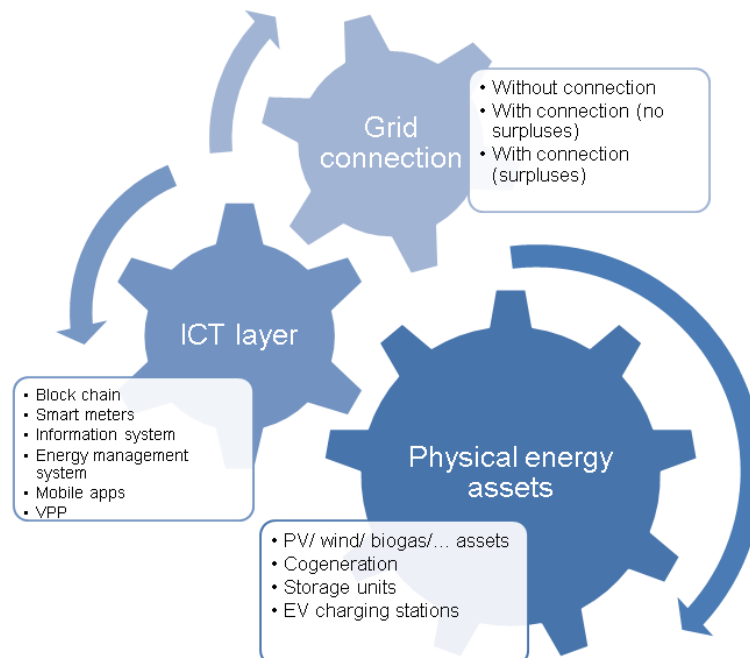 Grid
connection
• Without connection
• With connection (no
surpluses)
• With connection
(surpluses)
ICT layer
• Block chain
• Smart meters
• Information system
• Energy management
system
• Mobile apps
• VPP
Physical energy
assets
• PV/ wind/ biogas/... assets
• Cogeneration
• Storage units
• EV charging stations